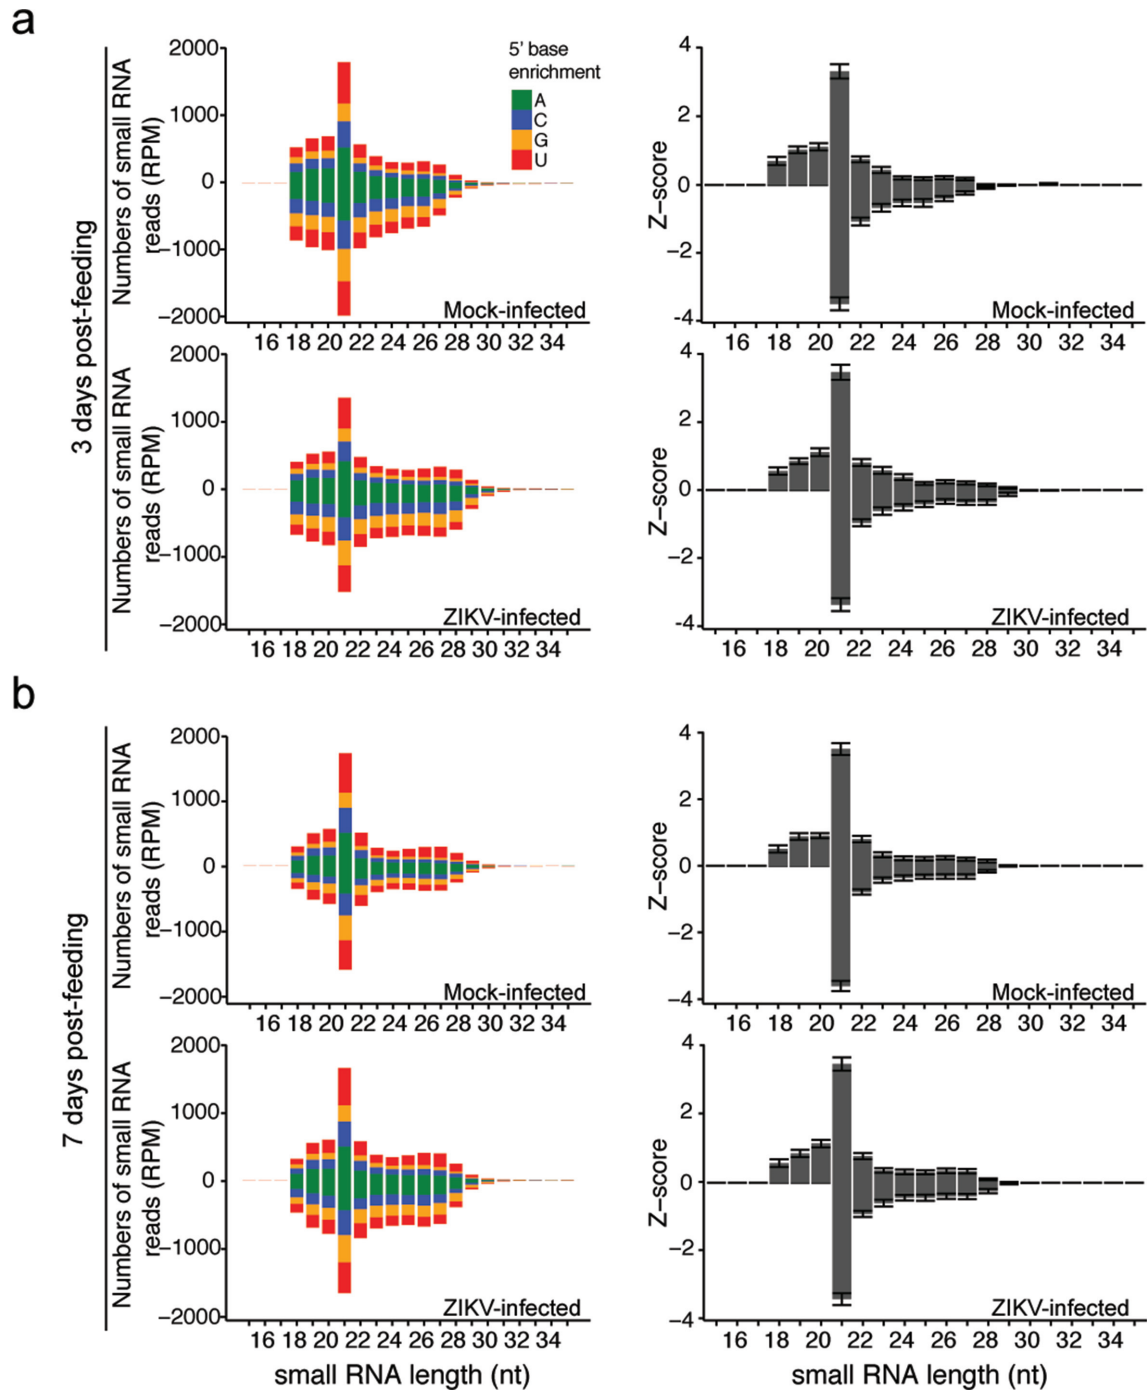 a
3 days post-feeding
Numbers of small RNA
reads (RPM)
2000
1000
0
−1000
−2000
5' base
enrichment
A
C
G
U
Mock-infected
16 18 20 22 24 26 28 30 32 34
Z−score
4
2
0
−2
-4
Mock-infected
16 18 20 22 24 26 28 30 32 34
Numbers of small RNA
reads (RPM)
2000
1000
0
−1000
−2000
ZIKV-infected
16 18 20 22 24 26 28 30 32 34
Z−score
4
2
0
−2
-4
ZIKV-infected
16 18 20 22 24 26 28 30 32 34
b
7 days post-feeding
Numbers of small RNA
reads (RPM)
2000
1000
0
−1000
−2000
Mock-infected
16 18 20 22 24 26 28 30 32 34
Z−score
4
2
0
−2
−4
Mock-infected
16 18 20 22 24 26 28 30 32 34
Numbers of small RNA
reads (RPM)
2000
1000
0
−1000
−2000
ZIKV-infected
16 18 20 22 24 26 28 30 32 34
small RNA length (nt)
Z−score
4
2
0
−2
−4
ZIKV-infected
16 18 20 22 24 26 28 30 32 34
small RNA length (nt)